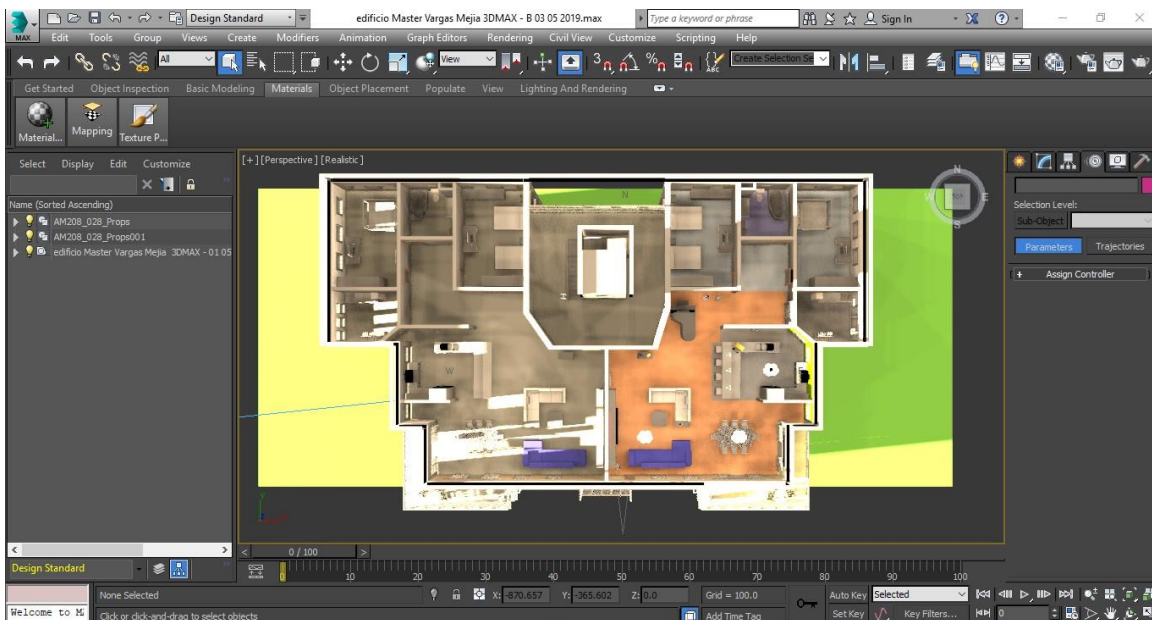 Design Standard
edificio Master Vargas Mejia 3DMAX - B 03 05 2019.max
Type a keyword or phrase
Sign In
MAX
Edit Tools Group Views Create Modifiers Animation Graph Editors Rendering Civil View Customize Scripting Help
All
View
Create Selection Se
Get Started Object Inspection Basic Modeling Materials Object Placement Populate View Lighting And Rendering
Material... Mapping Texture P...
Select Display Edit Customize
[+][Perspective][Realistic]
Name (Sorted Ascending)
AM208_028_Props
AM208_028_Props001
edificio Master Vargas Mejia 3DMAX - 01 05
N
W
N
E
S
TOP
Selection Level:
Sub-Object
Parameters Trajectories
+ Assign Controller
0 / 100
Design Standard
0 10 20 30 40 50 60 70 80 90 100
None Selected
X: -870.657 Y: -365.602 Z: 0.0
Grid = 100.0
Auto Key Selected
Welcome to M
Click or click-and-drag to select objects
Add Time Tag
Set Key Key Filters...
0